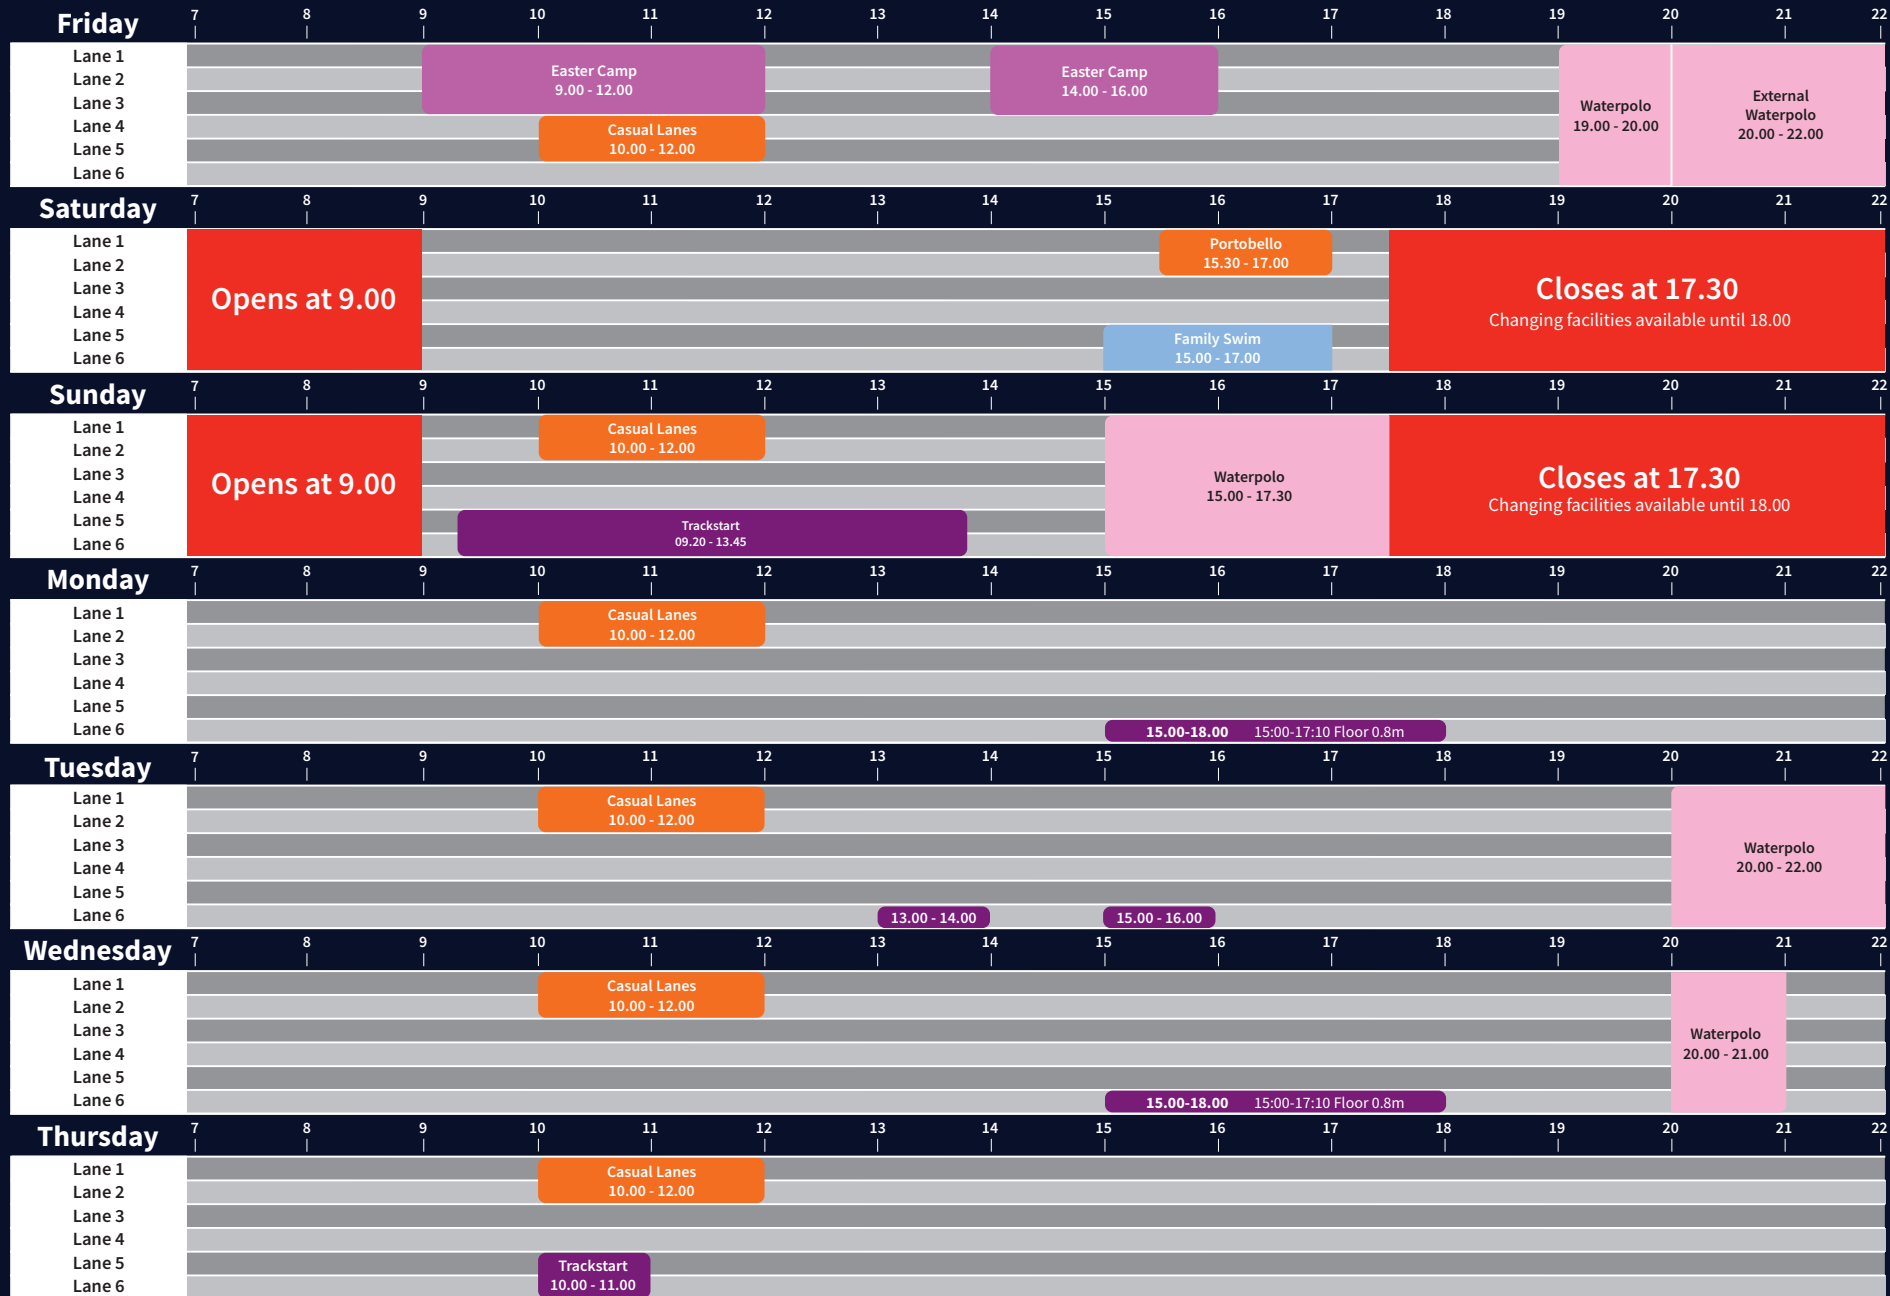 Friday
7 8 9 10 11 12 13 14 15 16 17 18 19 20 21 22
Lane 1
Lane 2
Lane 3
Lane 4
Lane 5
Lane 6
Easter Camp
9.00 - 12.00
Casual Lanes
10.00 - 12.00
Easter Camp
14.00 - 16.00
Waterpolo
19.00 - 20.00
External
Waterpolo
20.00 - 22.00
Saturday
7 8 9 10 11 12 13 14 15 16 17 18 19 20 21 22
Lane 1
Lane 2
Lane 3
Lane 4
Lane 5
Lane 6
Opens at 9.00
Portobello
15.30 - 17.00
Family Swim
15.00 - 17.00
Closes at 17.30
Changing facilities available until 18.00
Sunday
7 8 9 10 11 12 13 14 15 16 17 18 19 20 21 22
Lane 1
Lane 2
Lane 3
Lane 4
Lane 5
Lane 6
Opens at 9.00
Casual Lanes
10.00 - 12.00
Trackstart
09.20 - 13.45
Waterpolo
15.00 - 17.30
Closes at 17.30
Changing facilities available until 18.00
Monday
7 8 9 10 11 12 13 14 15 16 17 18 19 20 21 22
Lane 1
Lane 2
Lane 3
Lane 4
Lane 5
Lane 6
Casual Lanes
10.00 - 12.00
15.00-18.00 15:00-17:10 Floor 0.8m
Tuesday
7 8 9 10 11 12 13 14 15 16 17 18 19 20 21 22
Lane 1
Lane 2
Lane 3
Lane 4
Lane 5
Lane 6
Casual Lanes
10.00 - 12.00
13.00 - 14.00
15.00 - 16.00
Waterpolo
20.00 - 22.00
Wednesday
7 8 9 10 11 12 13 14 15 16 17 18 19 20 21 22
Lane 1
Lane 2
Lane 3
Lane 4
Lane 5
Lane 6
Casual Lanes
10.00 - 12.00
15.00-18.00 15:00-17:10 Floor 0.8m
Waterpolo
20.00 - 21.00
Thursday
7 8 9 10 11 12 13 14 15 16 17 18 19 20 21 22
Lane 1
Lane 2
Lane 3
Lane 4
Lane 5
Lane 6
Casual Lanes
10.00 - 12.00
Trackstart
10.00 - 11.00